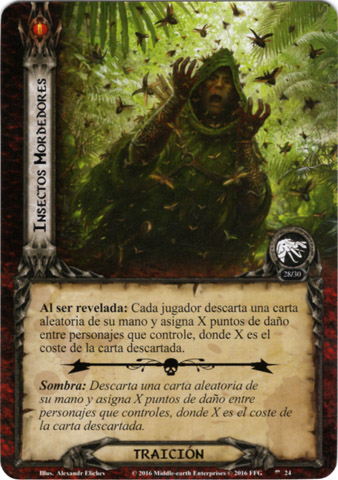 INSECTOS MORDEDORES
28/30
Al ser revelada: Cada jugador descarta una carta
aleatoria de su mano y asigna X puntos de daño
entre personajes que controle, donde X es el
coste de la carta descartada.
Sombra: Descarta una carta aleatoria de
su mano y asigna X puntos de daño entre
personajes que controles, donde X es el coste
de la carta descartada.
TRAICIÓN
Illus. Alexandr Elichev © 2016 Middle-earth Enterprises © 2016 FFG 24